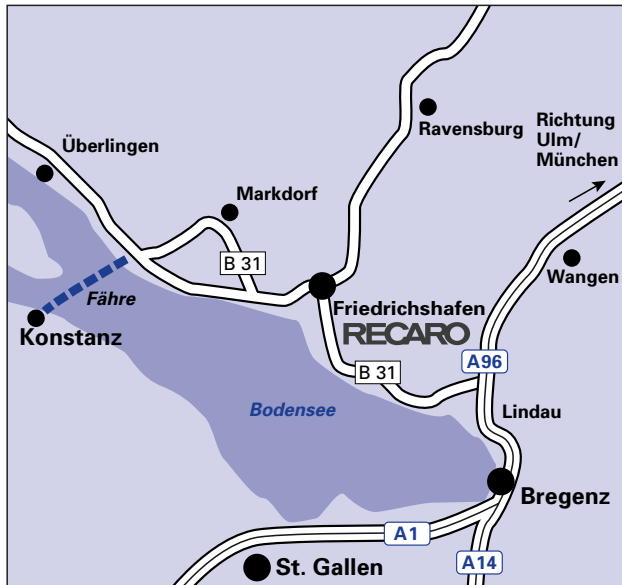 Überlingen
Ravensburg
Richtung
Ulm/
München
Markdorf
B 31
Wangen
Fähre
Friedrichshafen
Konstanz
RECARO
A96
B 31
Bodensee
Lindau
Bregenz
A1
St. Gallen
A14